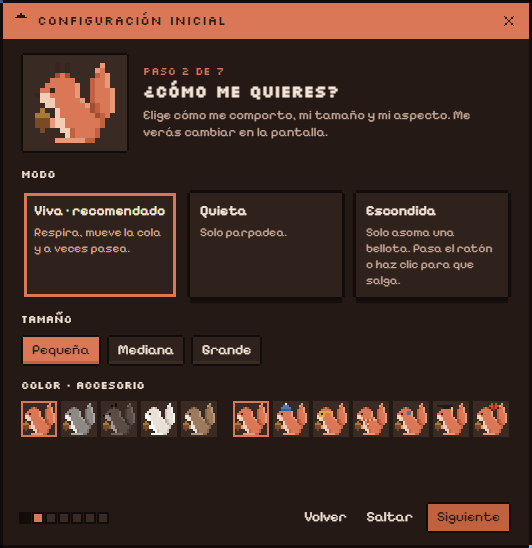 CONFIGURACIÓN INICIAL
PASO 2 DE 7
¿CÓMO ME QUIERES?
Elige cómo me comporto, mi tamaño y mi aspecto. Me
verás cambiar en la pantalla.
MODO
Viva · recomendado
Respira, mueve la cola
y a veces pasea.
Quieta
Solo parpadea.
Escondida
Solo asoma una
bellota. Pasa el ratón
o haz clic para que
salga.
TAMAÑO
Pequeña
Mediana
Grande
COLOR · ACCESORIO
Volver
Saltar
Siguiente